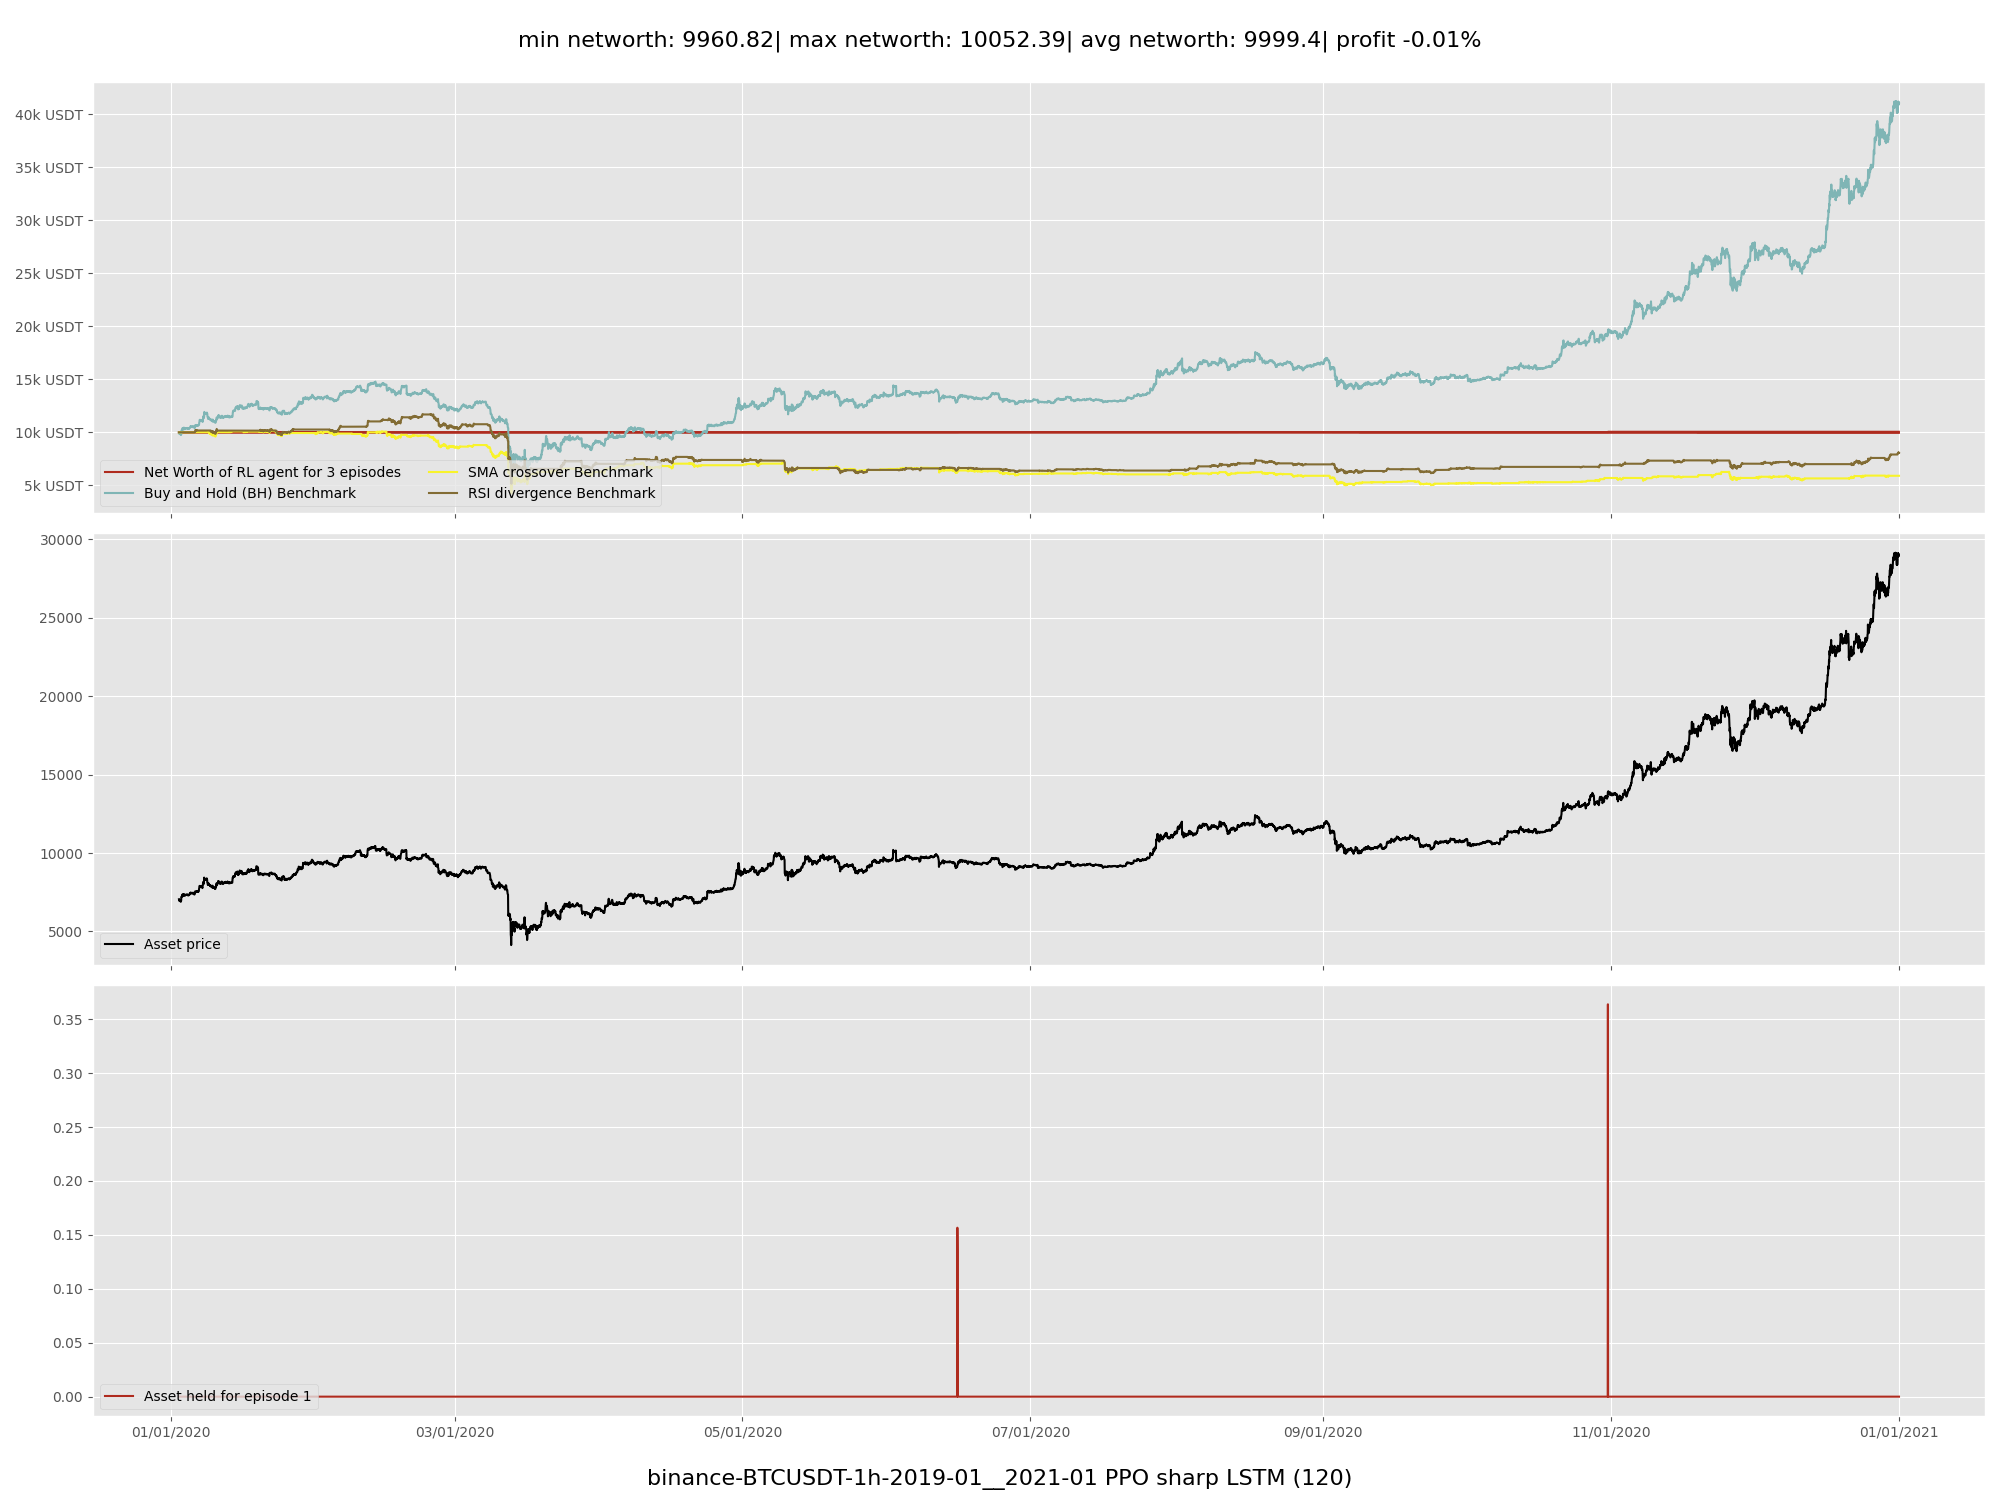 min networth: 9960.82| max networth: 10052.39| avg networth: 9999.4| profit -0.01%
40k USDT
35k USDT
30k USDT
25k USDT
20k USDT
15k USDT
10k USDT
5k USDT
Net Worth of RL agent for 3 episodes
Buy and Hold (BH) Benchmark
SMA crossover Benchmark
RSI divergence Benchmark
30000
25000
20000
15000
10000
5000
Asset price
0.35
0.30
0.25
0.20
0.15
0.10
0.05
0.00
Asset held for episode 1
01/01/2020 03/01/2020 05/01/2020 07/01/2020 09/01/2020 11/01/2020 01/01/2021
binance-BTCUSDT-1h-2019-01__2021-01 PPO sharp LSTM (120)